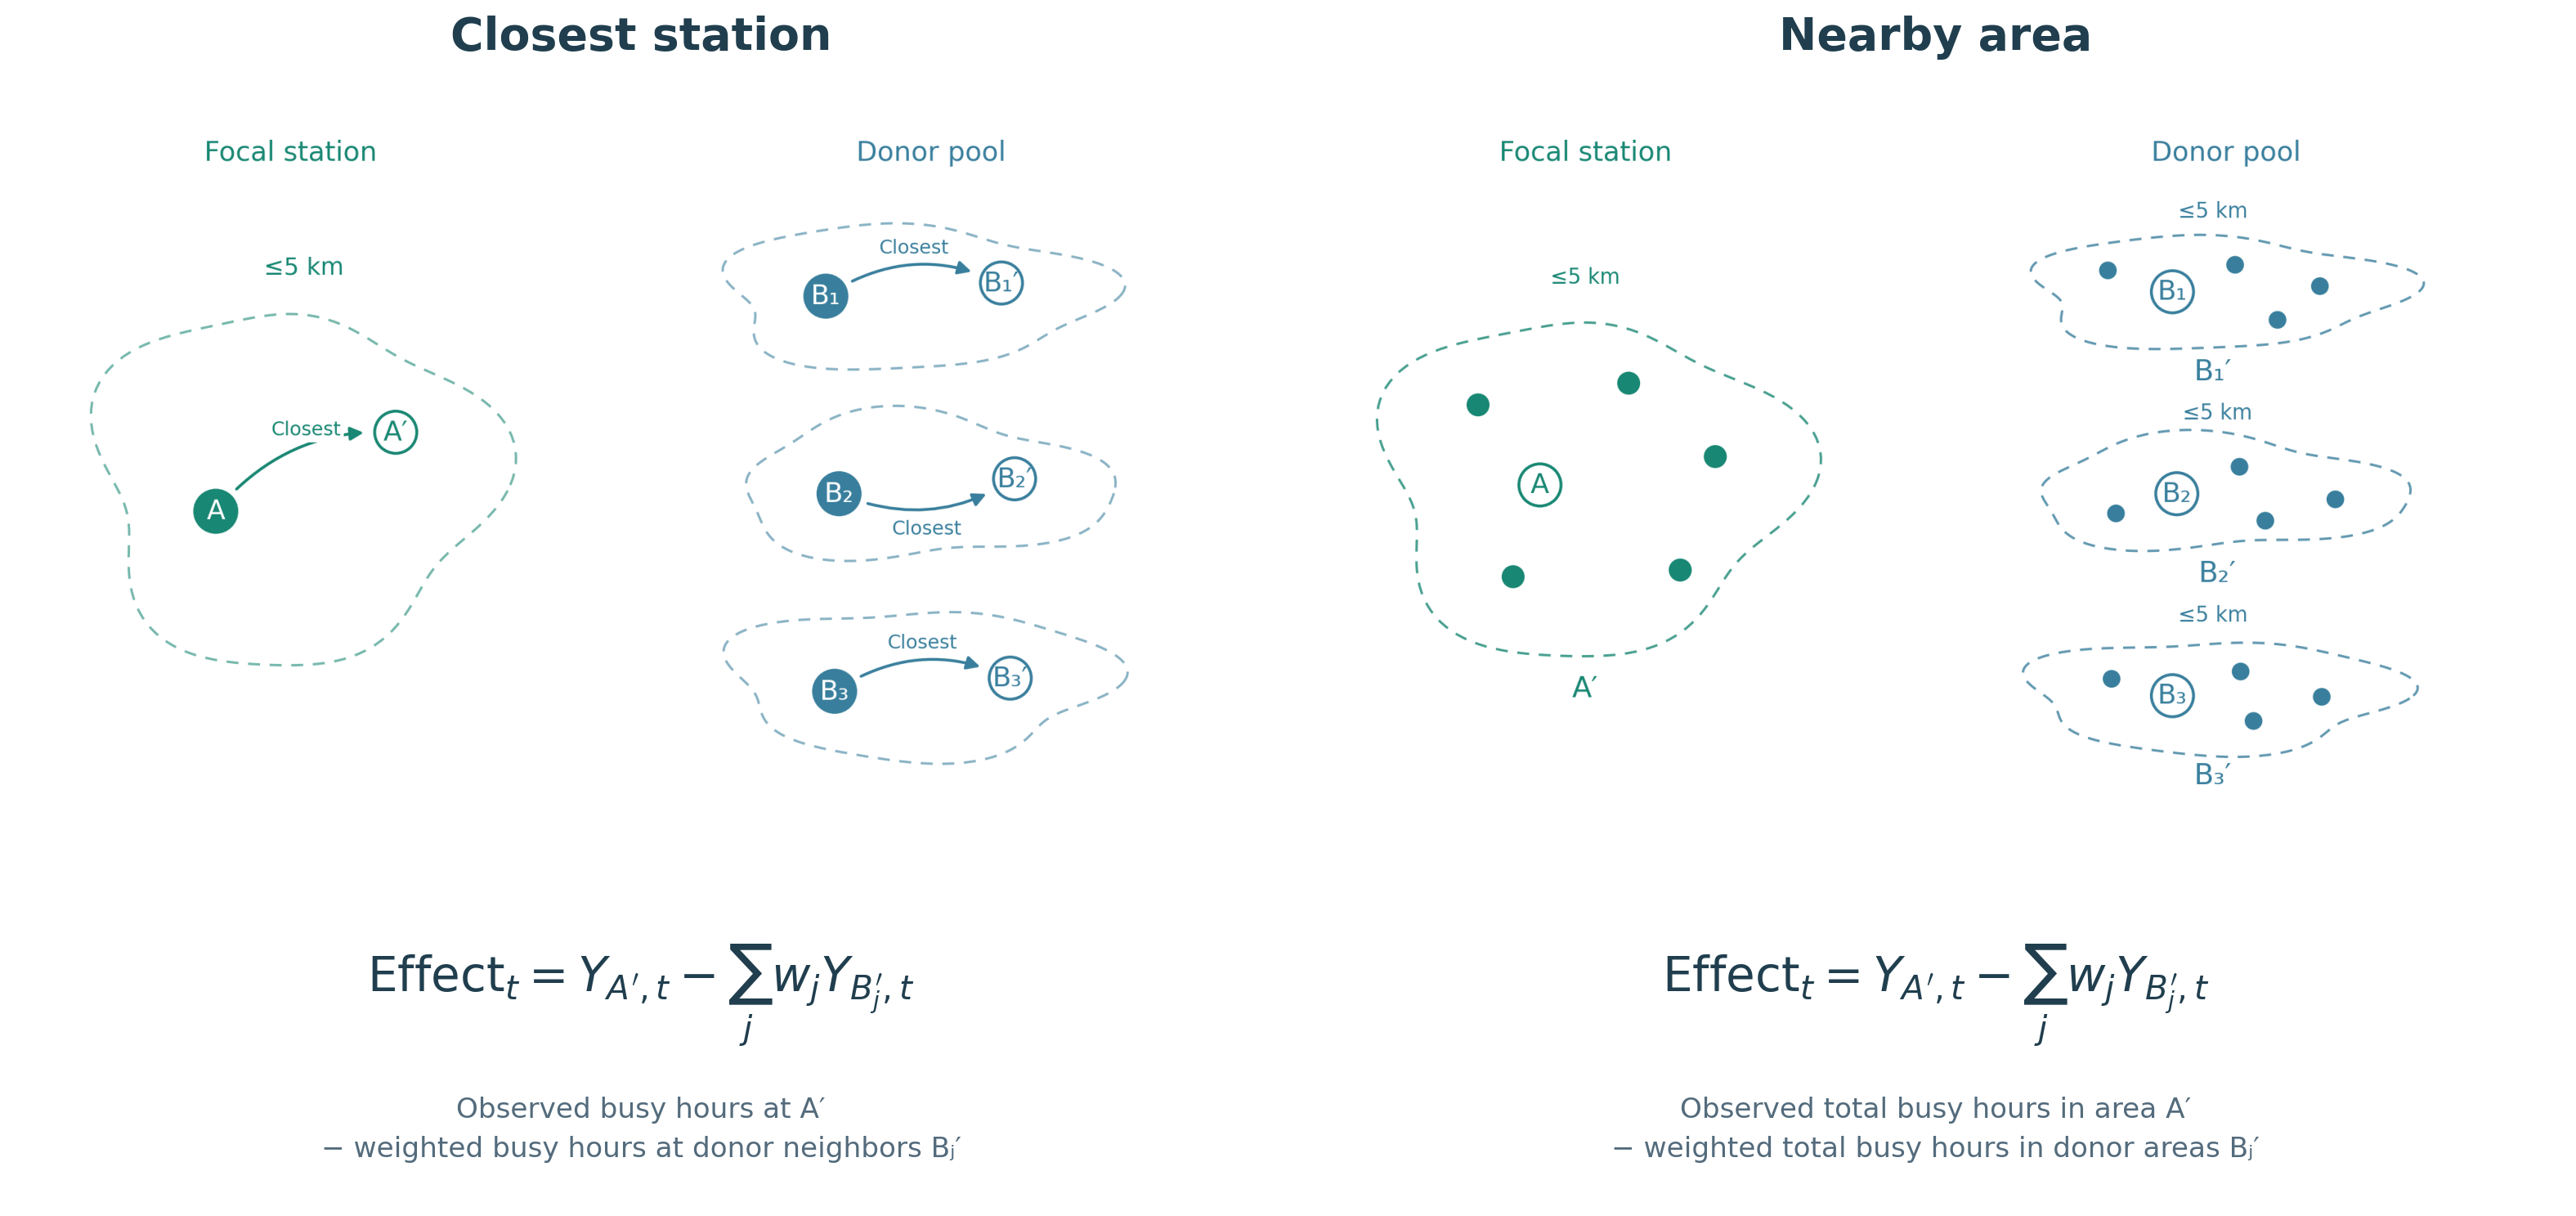 Closest station
Focal station
Donor pool
≤5 km
Closest
A
A′
Closest
B₁
B₁′
B₂
B₂′
Closest
Closest
B₃
B₃′
Effectₜ = Y_{A′,t} − ∑_j w_j Y_{B′_j,t}
Observed busy hours at A′
− weighted busy hours at donor neighbors Bⱼ′
Nearby area
Focal station
Donor pool
≤5 km
A
A′
≤5 km
B₁
B₁′
≤5 km
B₂
B₂′
≤5 km
B₃
B₃′
Effectₜ = Y_{A′,t} − ∑_j w_j Y_{B′_j,t}
Observed total busy hours in area A′
− weighted total busy hours in donor areas Bⱼ′